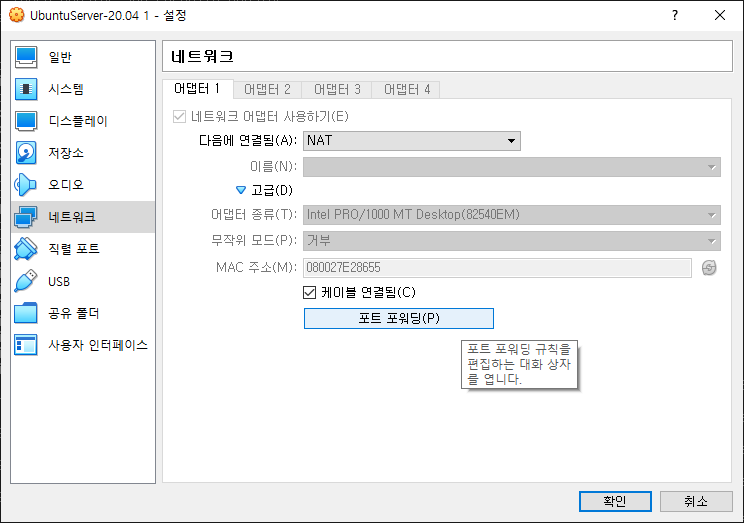 UbuntuServer-20.04 1 - 설정
? ×
일반
시스템
디스플레이
저장소
오디오
네트워크
직렬 포트
USB
공유 폴더
사용자 인터페이스
네트워크
어댑터 1 어댑터 2 어댑터 3 어댑터 4
네트워크 어댑터 사용하기(E)
다음에 연결됨(A): NAT
이름(N):
고급(D)
어댑터 종류(T): Intel PRO/1000 MT Desktop(82540EM)
무작위 모드(P): 거부
MAC 주소(M): 080027E28655
케이블 연결됨(C)
포트 포워딩(P)
포트 포워딩 규칙을
편집하는 대화 상자
를 엽니다.
확인 취소